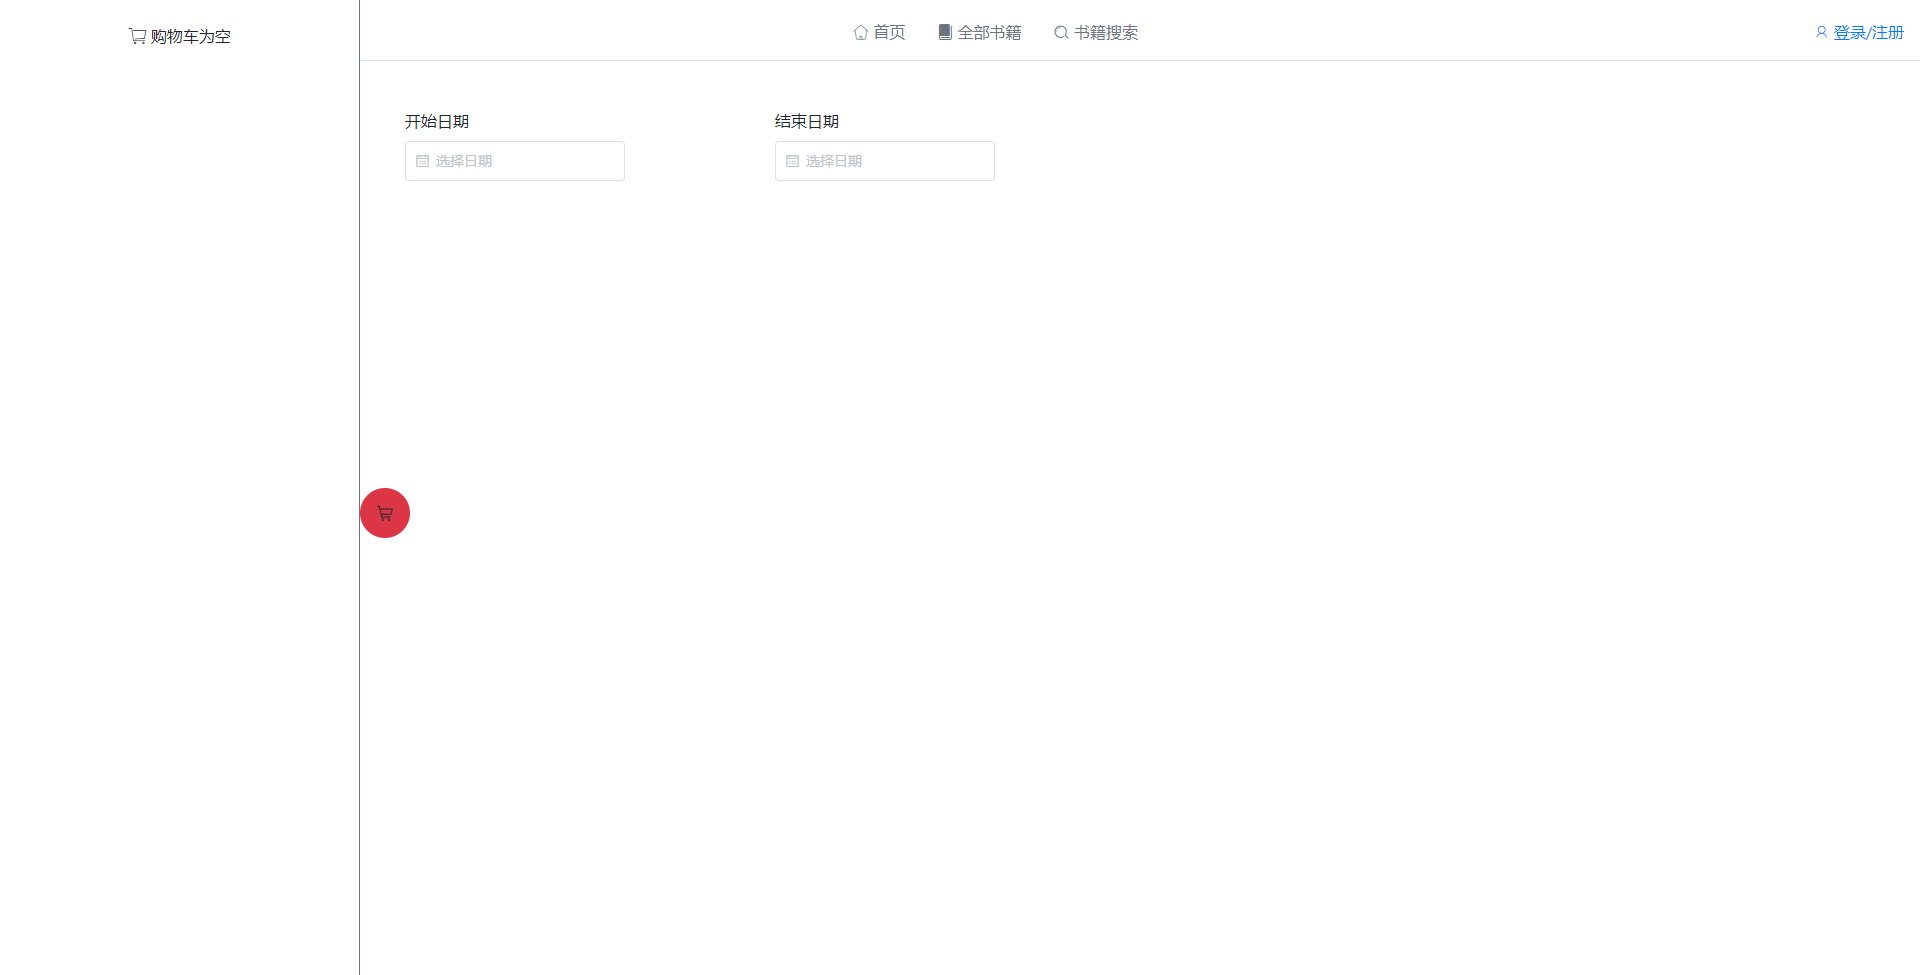 购物车为空
首页 全部书籍 书籍搜索
登录/注册
开始日期 结束日期
选择日期 选择日期